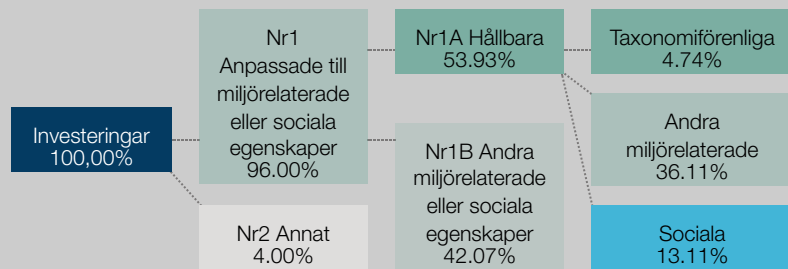 Investeringar
100,00%
Nr1
Anpassade till
miljörelaterade
eller sociala
egenskaper
96.00%
Nr2 Annat
4.00%
Nr1A Hållbara
53.93%
Nr1B Andra
miljörelaterade
eller sociala
egenskaper
42.07%
Taxonomiförenliga
4.74%
Andra
miljörelaterade
36.11%
Sociala
13.11%